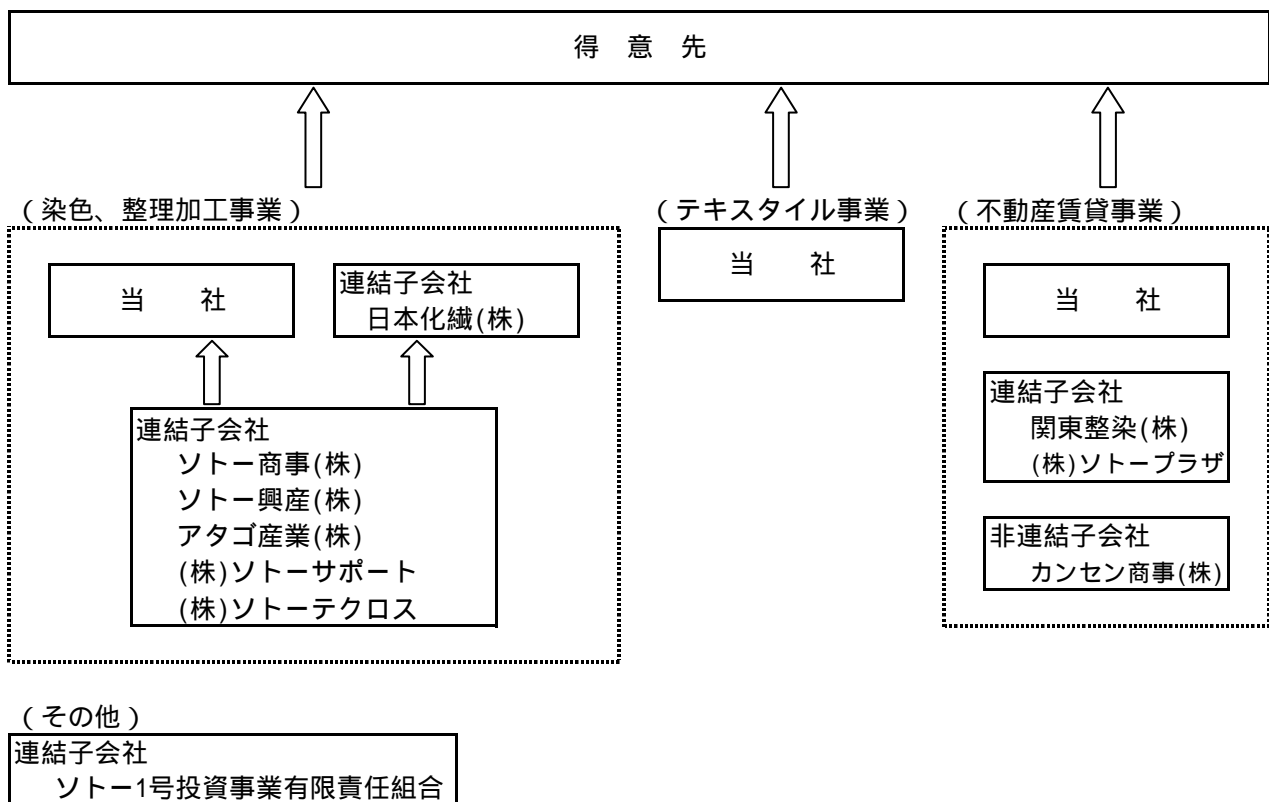 得 意 先
（染色、整理加工事業）
当 社
連結子会社
日本化繊(株)
連結子会社
ソトー商事(株)
ソトー興産(株)
アタゴ産業(株)
(株)ソトーサポート
(株)ソトーテクロス
（テキスタイル事業）
当 社
（不動産賃貸事業）
当 社
連結子会社
関東整染(株)
(株)ソトープラザ
非連結子会社
カンセン商事(株)
（その他）
連結子会社
ソトー1号投資事業有限責任組合